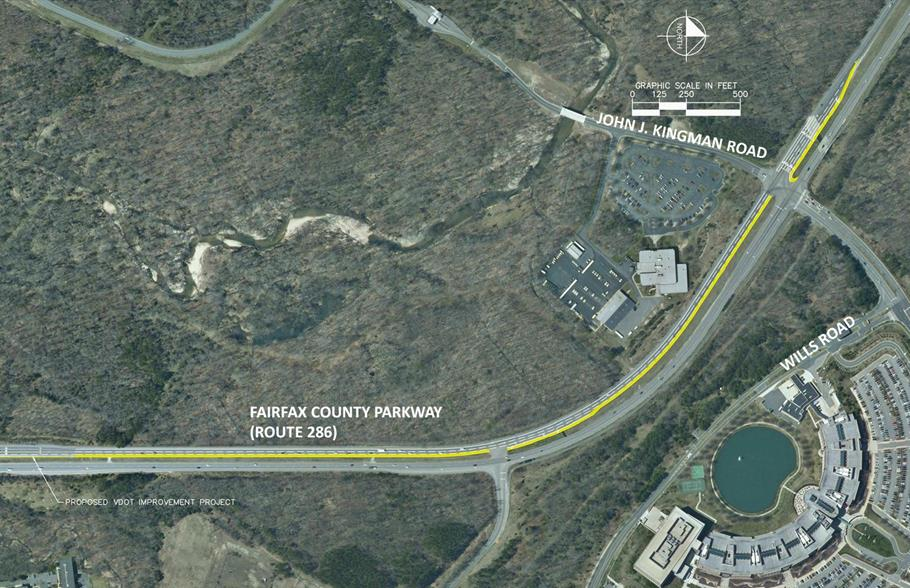 NORTH
GRAPHIC SCALE IN FEET
0 125 250 500
JOHN J. KINGMAN ROAD
WILLS ROAD
FAIRFAX COUNTY PARKWAY
(ROUTE 286)
PROPOSED VDOT IMPROVEMENT PROJECT